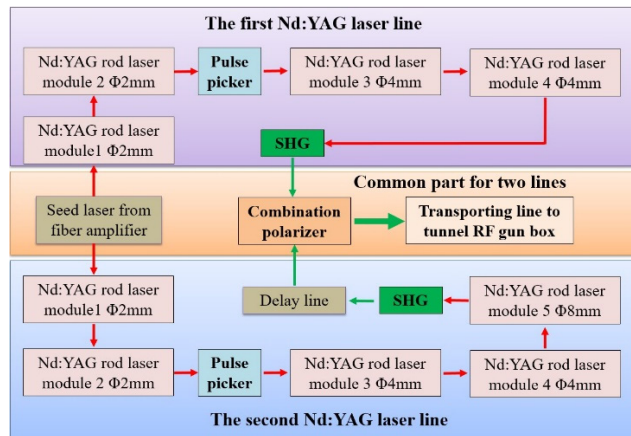 The first Nd:YAG laser line
Nd:YAG rod laser
module 2 Φ2mm
Pulse
picker
Nd:YAG rod laser
module 3 Φ4mm
Nd:YAG rod laser
module 4 Φ4mm
Nd:YAG rod laser
module1 Φ2mm
SHG
Common part for two lines
Seed laser from
fiber amplifier
Combination
polarizer
Transporting line to
tunnel RF gun box
Nd:YAG rod laser
module1 Φ2mm
Delay line
SHG
Nd:YAG rod laser
module 5 Φ8mm
Nd:YAG rod laser
module 2 Φ2mm
Pulse
picker
Nd:YAG rod laser
module 3 Φ4mm
Nd:YAG rod laser
module 4 Φ4mm
The second Nd:YAG laser line